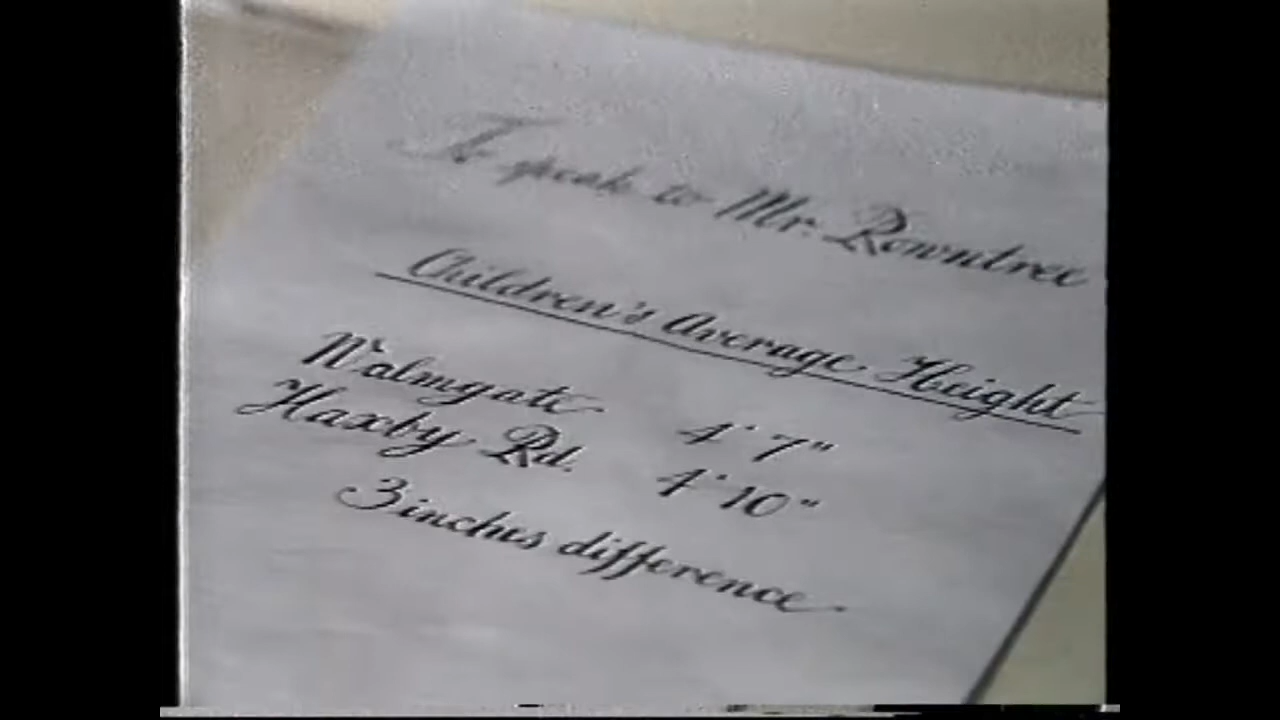 To speak to Mr. Rowntree
Children's Average Height
Walmgate 4' 7"
Haxby Rd. 4' 10"
3 inches difference